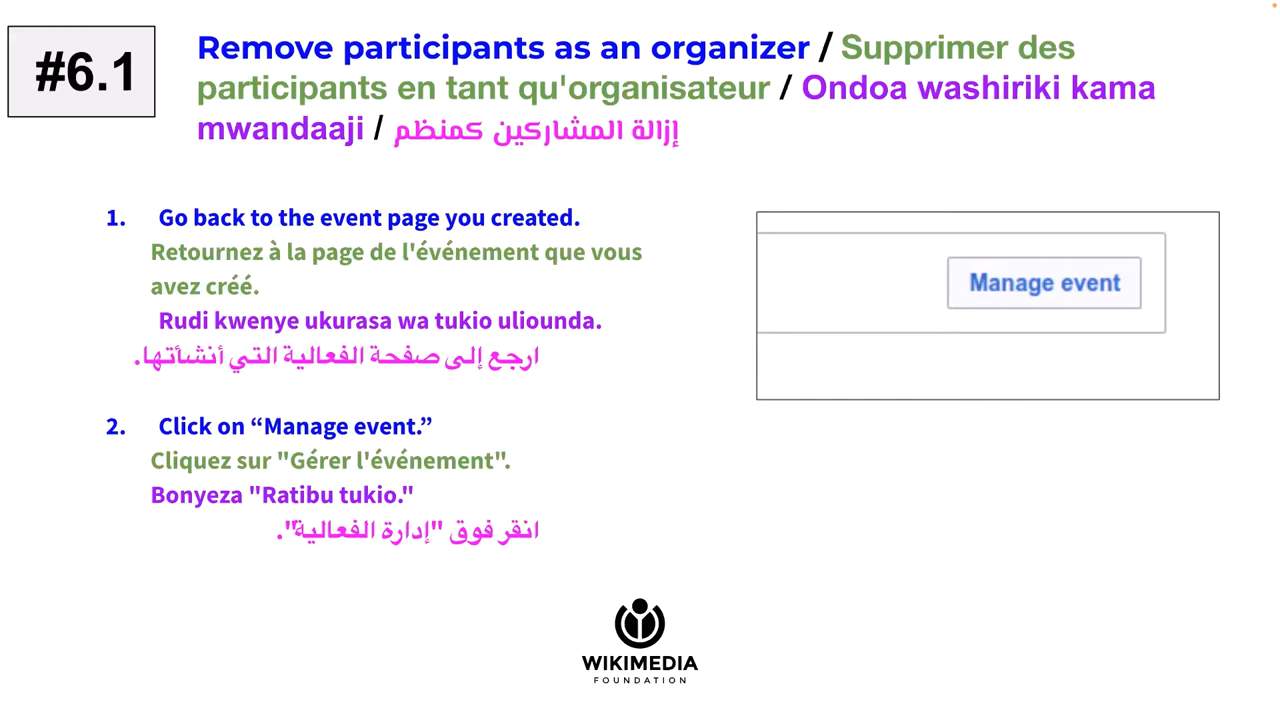 #6.1
Remove participants as an organizer / Supprimer des
participants en tant qu'organisateur / Ondoa washiriki kama
mwandaaji / إزالة المشاركين كمنظم
1. Go back to the event page you created.
Retournez à la page de l'événement que vous
avez créé.
Rudi kwenye ukurasa wa tukio uliounda.
ارجع إلى صفحة الفعالية التي أنشأتها.
2. Click on “Manage event.”
Cliquez sur "Gérer l'événement".
Bonyeza "Ratibu tukio."
انقر فوق "إدارة الفعالية".
Manage event
WIKIMEDIA
FOUNDATION